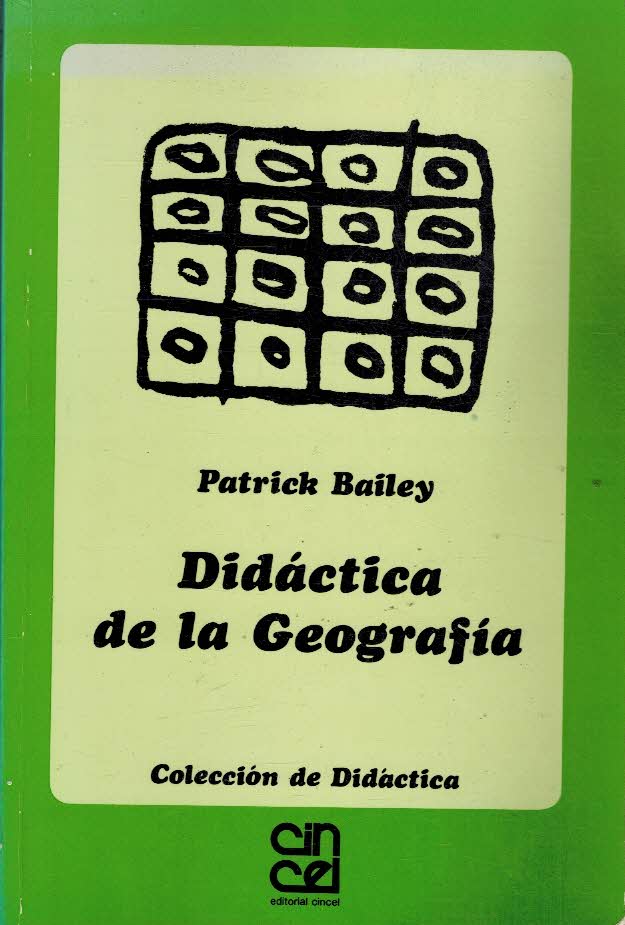 Patrick Bailey
Didáctica
de la Geografía
Colección de Didáctica
cin
cel
editorial cincel